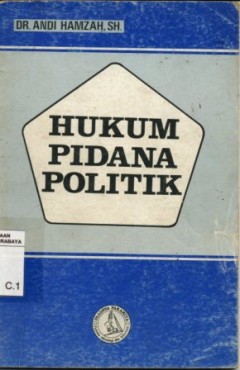 DR. ANDI HAMZAH, SH.
HUKUM
PIDANA
POLITIK
AAN
RABAYA
C.1